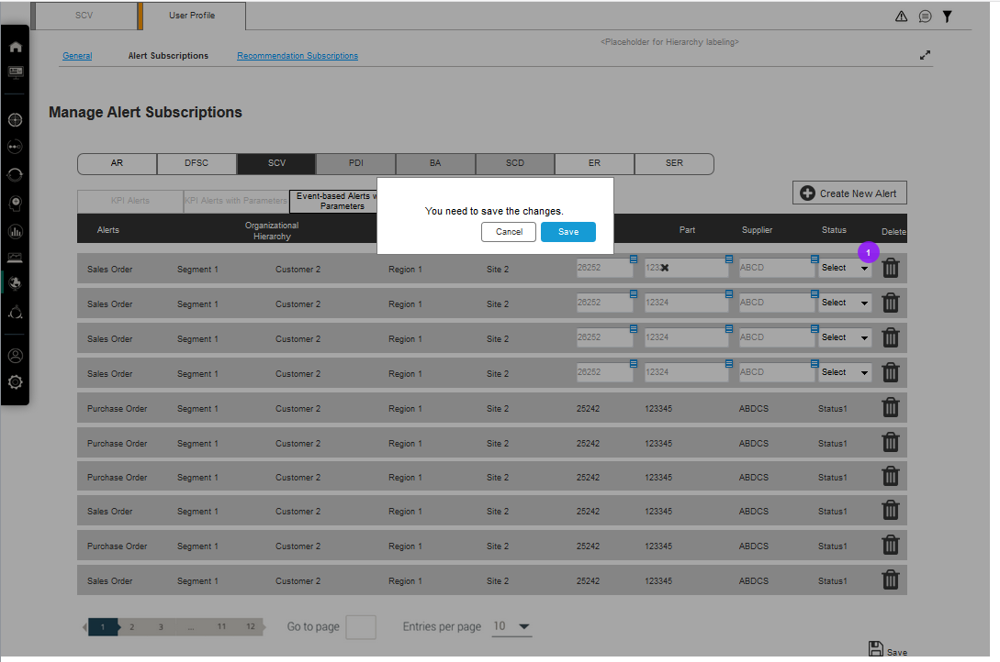 SCV
User Profile
<Placeholder for Hierarchy labeling>
General
Alert Subscriptions
Recommendation Subscriptions
Manage Alert Subscriptions
AR
DFSC
SCV
PDI
BA
SCD
ER
SER
KPI Alerts
KPI Alerts with Parameters
Event-based Alerts w
Parameters
Create New Alert
You need to save the changes.
Cancel
Save
Alerts
Organizational
Hierarchy
Part
Supplier
Status
Delete
1
Sales Order Segment 1 Customer 2 Region 1 Site 2 26252 123 ABCD Select
Sales Order Segment 1 Customer 2 Region 1 Site 2 26252 12324 ABCD Select
Sales Order Segment 1 Customer 2 Region 1 Site 2 26252 12324 ABCD Select
Sales Order Segment 1 Customer 2 Region 1 Site 2 26252 12324 ABCD Select
Purchase Order Segment 1 Customer 2 Region 1 Site 2 25242 123345 ABDCS Status1
Purchase Order Segment 1 Customer 2 Region 1 Site 2 25242 123345 ABDCS Status1
Purchase Order Segment 1 Customer 2 Region 1 Site 2 25242 123345 ABDCS Status1
Sales Order Segment 1 Customer 2 Region 1 Site 2 25242 123345 ABDCS Status1
Purchase Order Segment 1 Customer 2 Region 1 Site 2 25242 123345 ABDCS Status1
Sales Order Segment 1 Customer 2 Region 1 Site 2 25242 123345 ABDCS Status1
1 2 3 ... 11 12
Go to page
Entries per page 10
Save